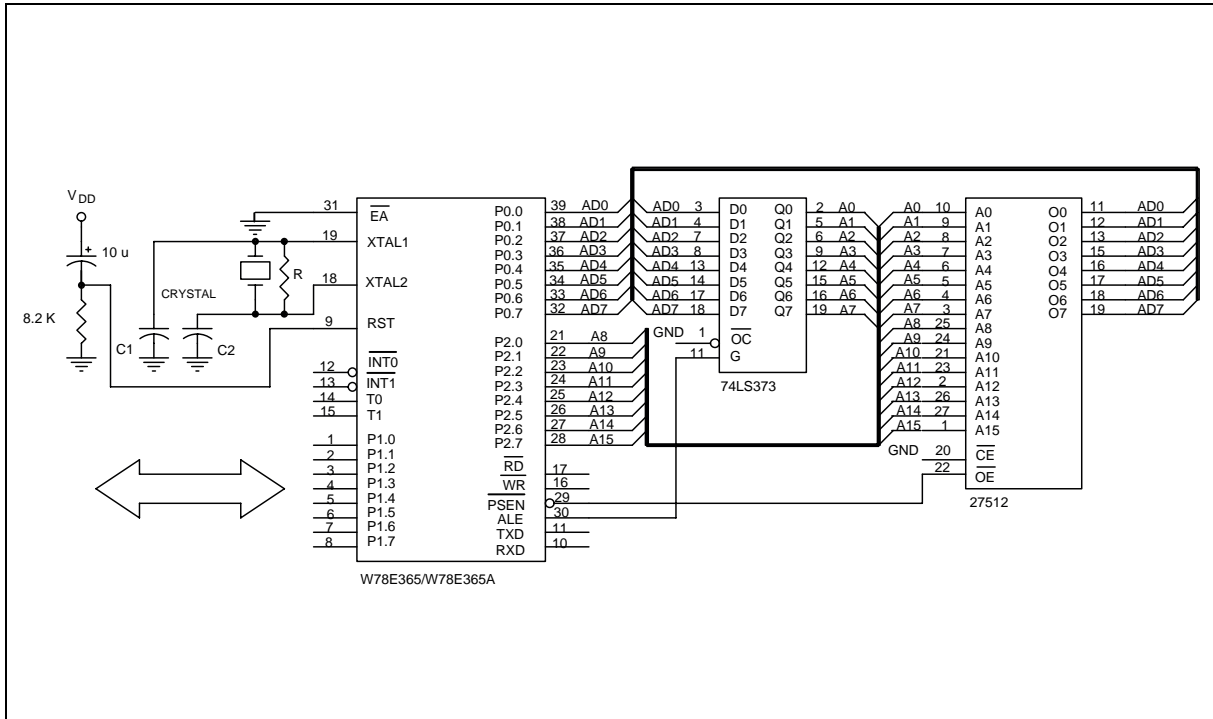 V DD
10 u
8.2 K
C1
CRYSTAL
C2
R
31 EA
19 XTAL1
18 XTAL2
9 RST
12 INT0
13 INT1
14 T0
15 T1
1 P1.0
2 P1.1
3 P1.2
4 P1.3
5 P1.4
6 P1.5
7 P1.6
8 P1.7
P0.0 39 AD0
P0.1 38 AD1
P0.2 37 AD2
P0.3 36 AD3
P0.4 35 AD4
P0.5 34 AD5
P0.6 33 AD6
P0.7 32 AD7
P2.0 21 A8
P2.1 22 A9
P2.2 23 A10
P2.3 24 A11
P2.4 25 A12
P2.5 26 A13
P2.6 27 A14
P2.7 28 A15
RD 17
WR 16
PSEN 29
ALE 30
TXD 11
RXD 10
W78E365/W78E365A
AD0 3 D0 Q0 2 A0
AD1 4 D1 Q1 5 A1
AD2 7 D2 Q2 6 A2
AD3 8 D3 Q3 9 A3
AD4 13 D4 Q4 12 A4
AD5 14 D5 Q5 15 A5
AD6 17 D6 Q6 16 A6
AD7 18 D7 Q7 19 A7
GND 1 OC
11 G
74LS373
A0 10 A0 O0 11 AD0
A1 9 A1 O1 12 AD1
A2 8 A2 O2 13 AD2
A3 7 A3 O3 15 AD3
A4 6 A4 O4 16 AD4
A5 5 A5 O5 17 AD5
A6 4 A6 O6 18 AD6
A7 3 A7 O7 19 AD7
A8 25 A8
A9 24 A9
A10 21 A10
A11 23 A11
A12 2 A12
A13 26 A13
A14 27 A14
A15 1 A15
GND 20 CE
22 OE
27512